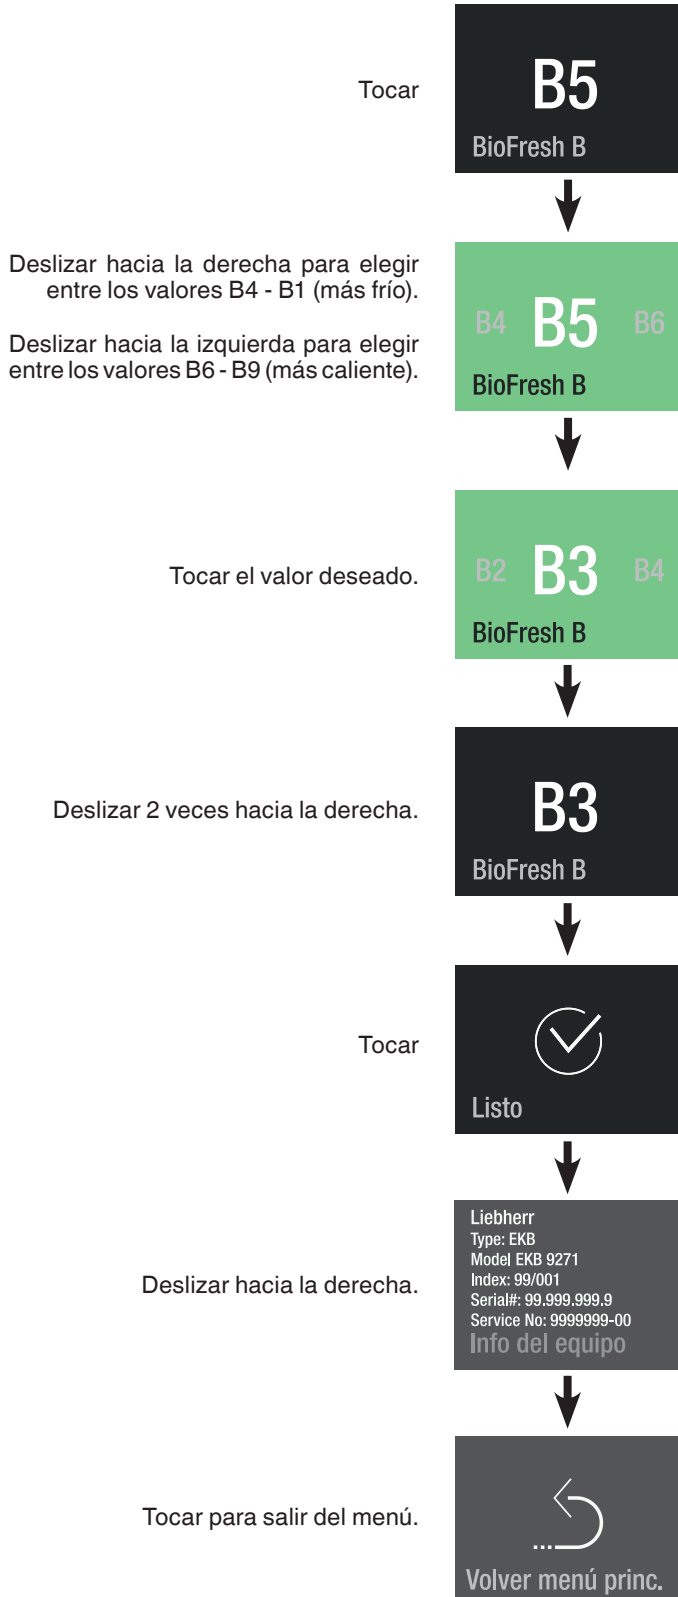 Tocar
B5
BioFresh B
Deslizar hacia la derecha para elegir
entre los valores B4 - B1 (más frío).
Deslizar hacia la izquierda para elegir
entre los valores B6 - B9 (más caliente).
B4 B5 B6
BioFresh B
Tocar el valor deseado.
B2 B3 B4
BioFresh B
Deslizar 2 veces hacia la derecha.
B3
BioFresh B
Tocar
Listo
Deslizar hacia la derecha.
Liebherr
Type: EKB
Model EKB 9271
Index: 99/001
Serial#: 99.999.999.9
Service No: 9999999-00
Info del equipo
Tocar para salir del menú.
Volver menú princ.